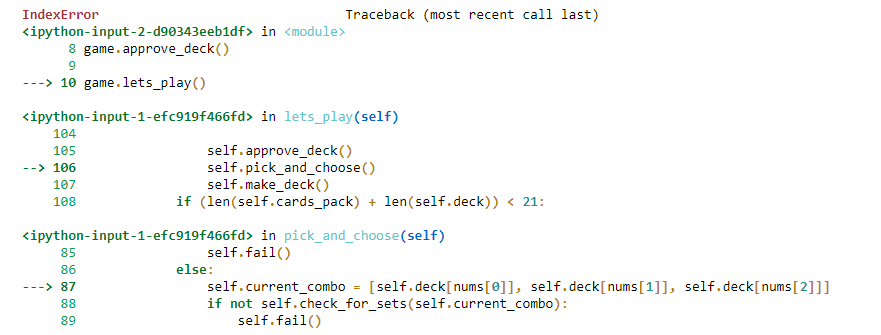 IndexError                                Traceback (most recent call last)
<ipython-input-2-d90343eeb1df> in <module>
      8 game.approve_deck()
      9
---> 10 game.lets_play()

<ipython-input-1-efc919f466fd> in lets_play(self)
    104
    105                 self.approve_deck()
--> 106                 self.pick_and_choose()
    107                 self.make_deck()
    108             if (len(self.cards_pack) + len(self.deck)) < 21:

<ipython-input-1-efc919f466fd> in pick_and_choose(self)
     85                 self.fail()
     86             else:
---> 87                 self.current_combo = [self.deck[nums[0]], self.deck[nums[1]], self.deck[nums[2]]]
     88                 if not self.check_for_sets(self.current_combo):
     89                     self.fail()